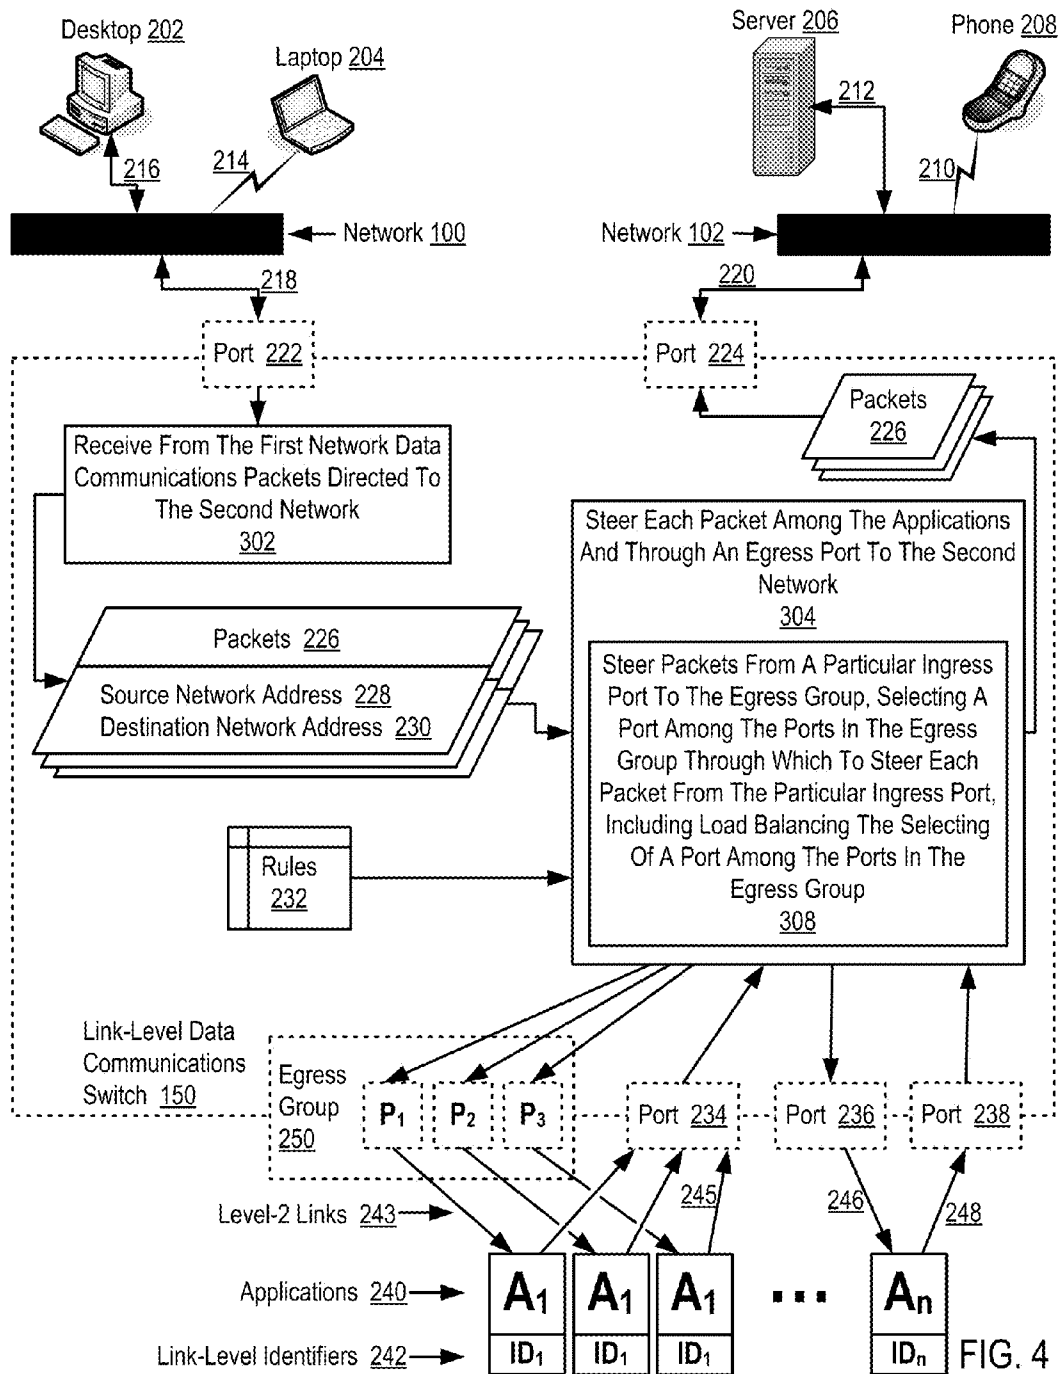 Desktop 202
Laptop 204
Server 206
Phone 208
216
214
212
210
Network 100
Network 102
218
220
Port 222
Port 224
Packets
226
Receive From The First Network Data
Communications Packets Directed To
The Second Network
302
Steer Each Packet Among The Applications
And Through An Egress Port To The Second
Network
304
Packets 226
Source Network Address 228
Destination Network Address 230
Steer Packets From A Particular Ingress
Port To The Egress Group, Selecting A
Port Among The Ports In The Egress
Group Through Which To Steer Each
Packet From The Particular Ingress Port,
Including Load Balancing The Selecting
Of A Port Among The Ports In The
Egress Group
308
Rules
232
Link-Level Data
Communications
Switch 150
Egress
Group
250
P1
P2
P3
Port 234
Port 236
Port 238
Level-2 Links 243
245
246
248
Applications 240
A1
A1
A1
...
An
Link-Level Identifiers 242
ID1
ID1
ID1
IDn
FIG. 4